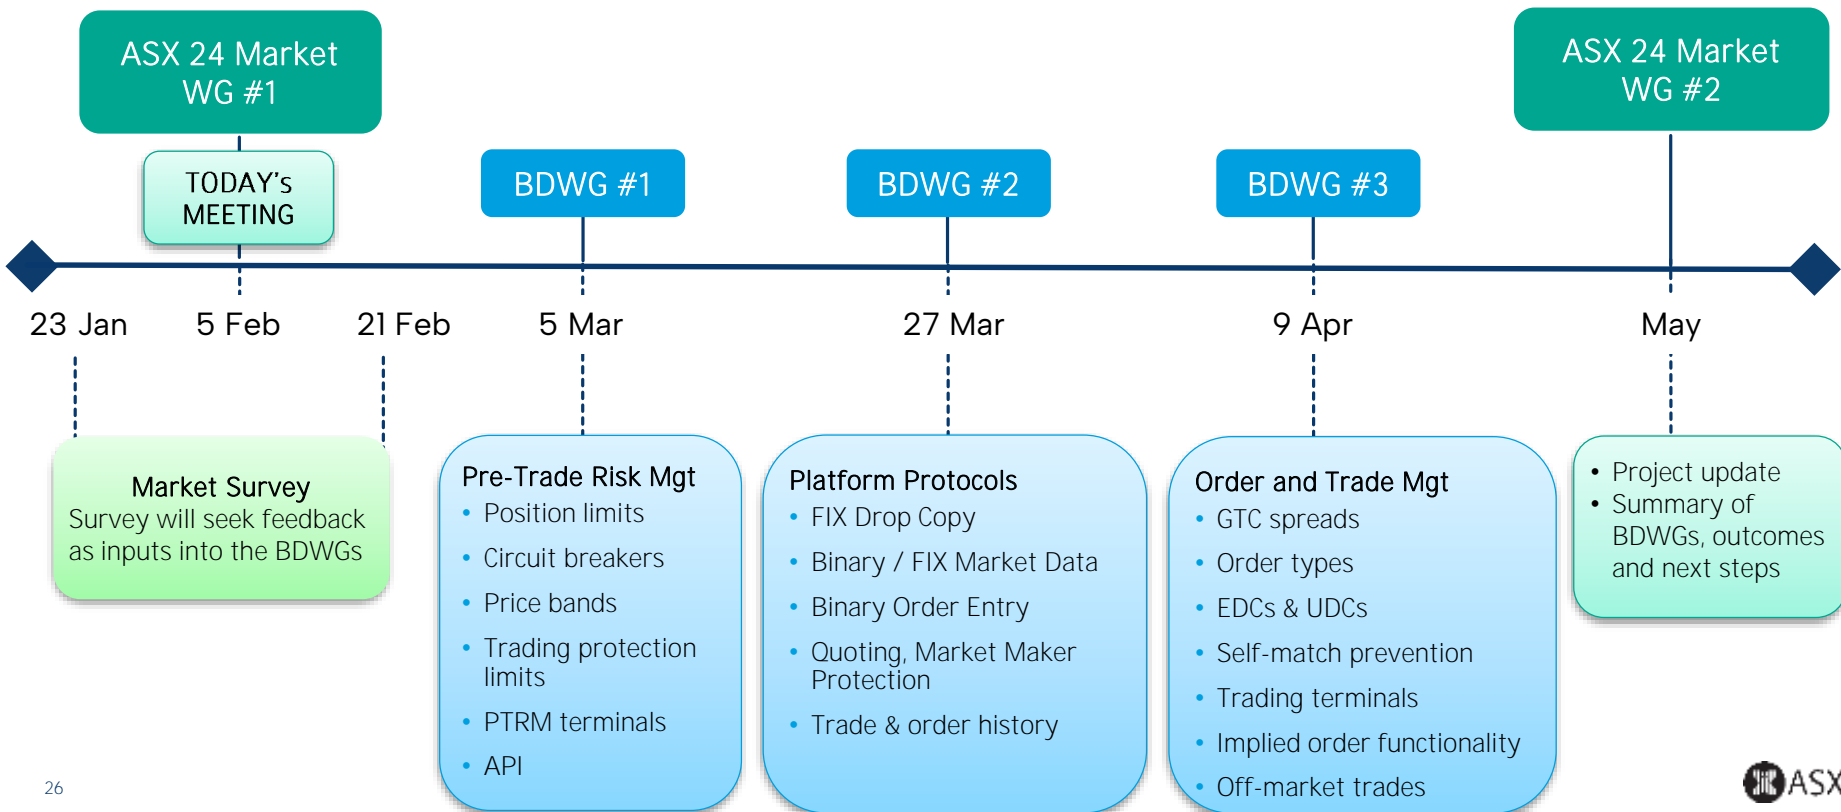 ASX 24 Market
WG #1
ASX 24 Market
WG #2
TODAY's
MEETING
BDWG #1
BDWG #2
BDWG #3
23 Jan
5 Feb
21 Feb
5 Mar
27 Mar
9 Apr
May
Market Survey
Survey will seek feedback
as inputs into the BDWGs
Pre-Trade Risk Mgt
• Position limits
• Circuit breakers
• Price bands
• Trading protection
limits
• PTRM terminals
• API
Platform Protocols
• FIX Drop Copy
• Binary / FIX Market Data
• Binary Order Entry
• Quoting, Market Maker
Protection
• Trade & order history
Order and Trade Mgt
• GTC spreads
• Order types
• EDCs & UDCs
• Self-match prevention
• Trading terminals
• Implied order functionality
• Off-market trades
• Project update
• Summary of
BDWGs, outcomes
and next steps
26
ASX